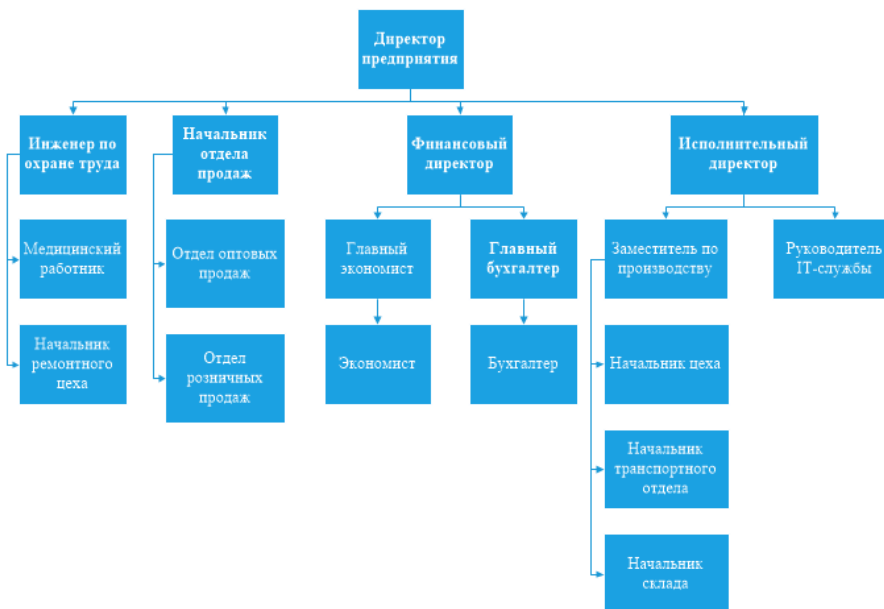 Директор
предприятия
Инженер по
охране труда
Начальник
отдела
продаж
Финансовый
директор
Исполнительный
директор
Медицинский
работник
Отдел оптовых
продаж
Главный
экономист
Главный
бухгалтер
Заместитель по
производству
Руководитель
IT-службы
Начальник
ремонтного
цеха
Отдел
розничных
продаж
Экономист
Бухгалтер
Начальник цеха
Начальник
транспортного
отдела
Начальник
склада